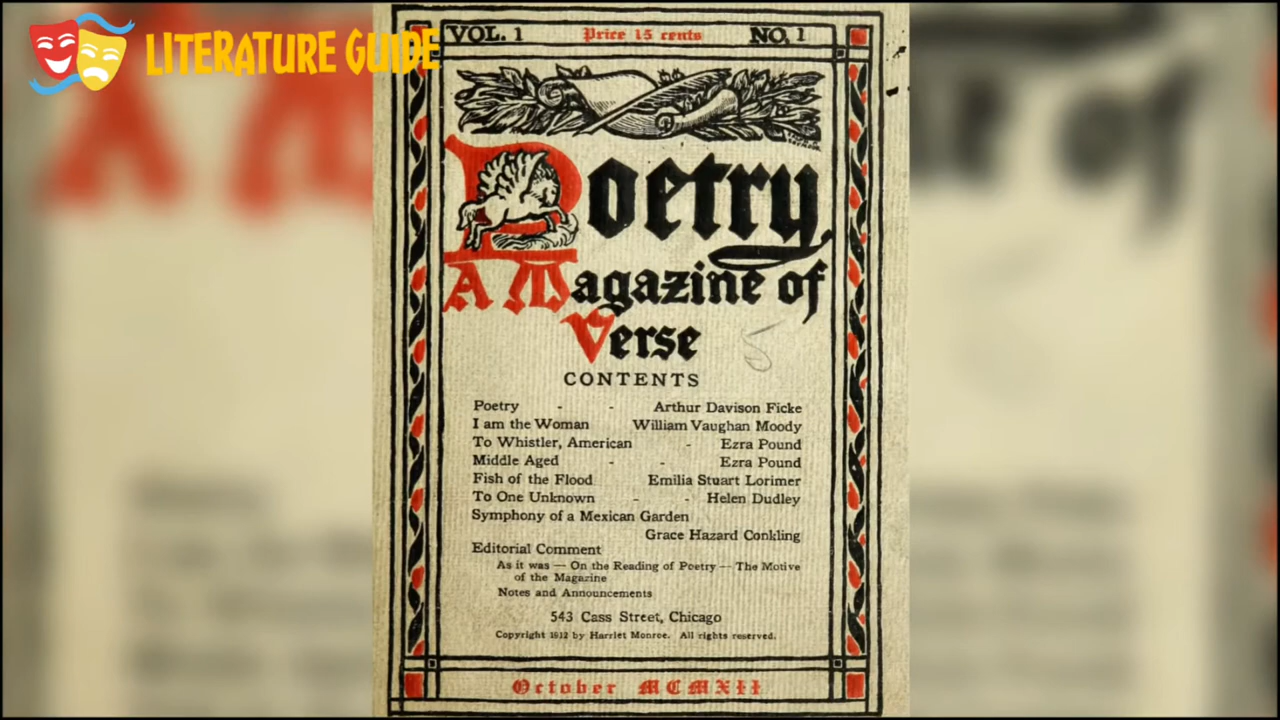 LITERATURE GUIDE
VOL. 1 Price 15 cents NO. 1
Poetry
A Magazine of
Verse
5
CONTENTS
Poetry - - Arthur Davison Ficke
I am the Woman William Vaughan Moody
To Whistler, American - Ezra Pound
Middle Aged - - Ezra Pound
Fish of the Flood Emilia Stuart Lorimer
To One Unknown - - Helen Dudley
Symphony of a Mexican Garden
Grace Hazard Conkling
Editorial Comment
As it was — On the Reading of Poetry — The Motive
of the Magazine
Notes and Announcements
543 Cass Street, Chicago
Copyright 1912 by Harriet Monroe. All rights reserved.
October MCMXII